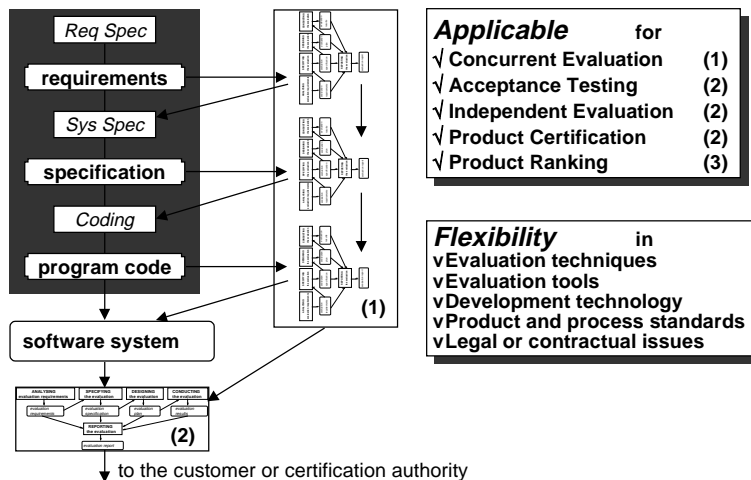 Req Spec
requirements
Sys Spec
specification
Coding
program code
software system
(1)
ANALYSING
evaluation requirements
SPECIFYING
the evaluation
DESIGNING
the evaluation
CONDUCTING
the evaluation
evaluation
requirements
evaluation
specification
evaluation
plan
evaluation
results
REPORTING
the evaluation
evaluation report
(2)
to the customer or certification authority
Applicable for
√ Concurrent Evaluation (1)
√ Acceptance Testing (2)
√ Independent Evaluation (2)
√ Product Certification (2)
√ Product Ranking (3)
Flexibility in
vEvaluation techniques
vEvaluation tools
vDevelopment technology
vProduct and process standards
vLegal or contractual issues